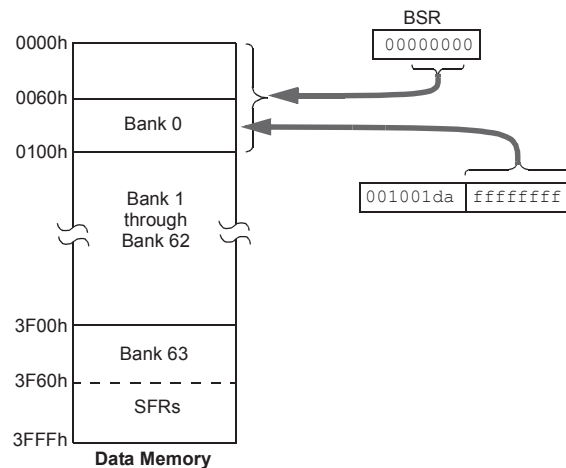 BSR
00000000
0000h
0060h
Bank 0
0100h
001001da ffffffff
Bank 1
through
Bank 62
3F00h
Bank 63
3F60h
SFRs
3FFFh
Data Memory